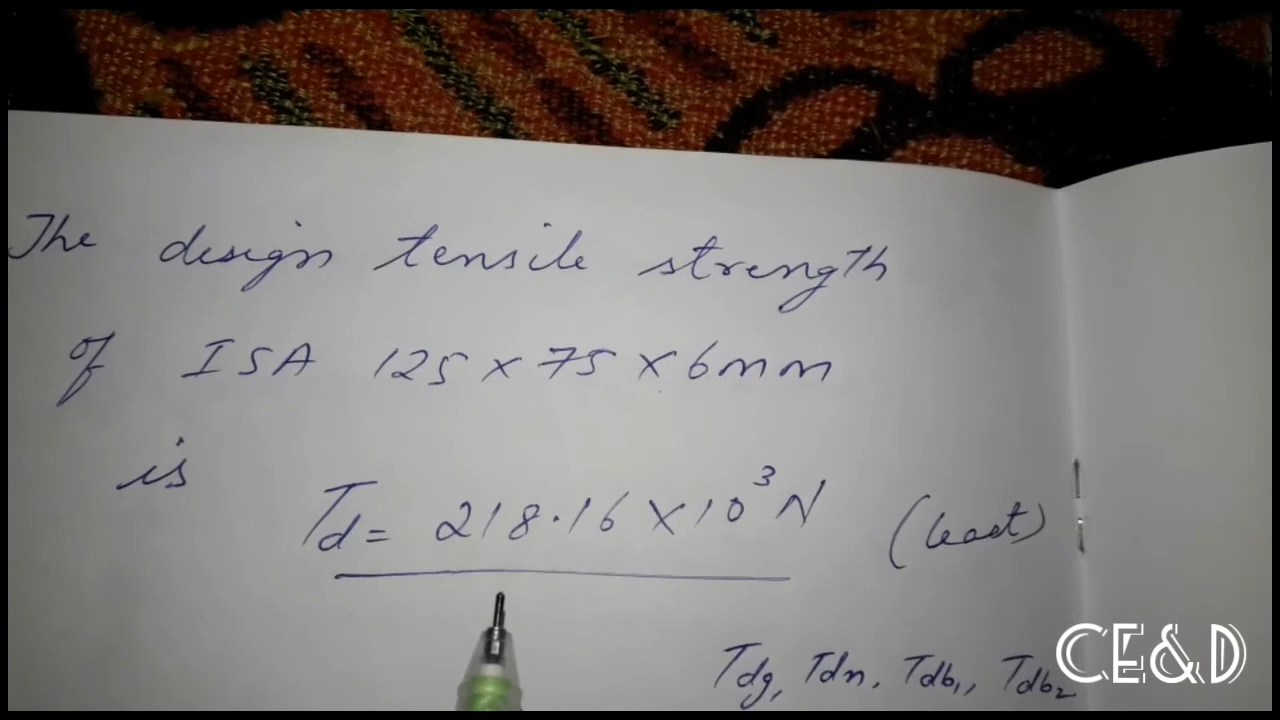 The design tensile strength
of ISA 125 x 75 x 6mm
is
Td = 218.16 x 10³ N (least)
Tdg, Tdn, Tdb1, Tdb2
CE&D